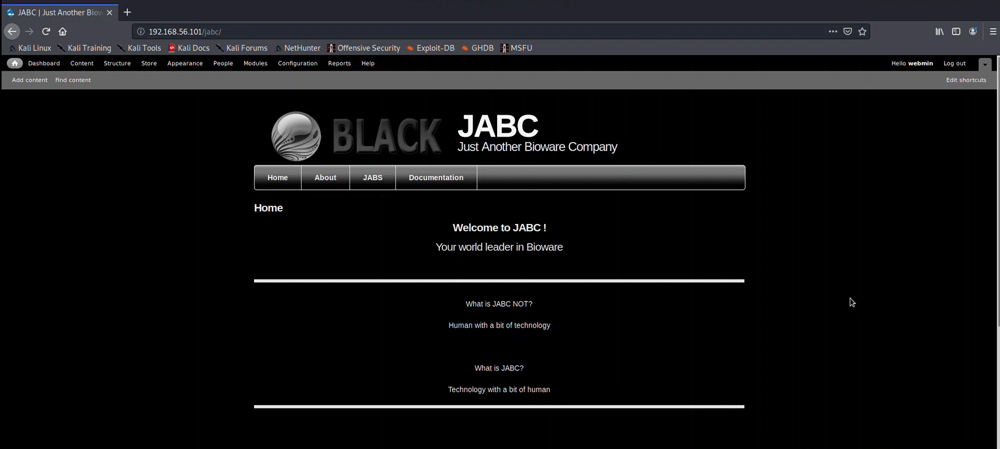 JABC | Just Another Biow
192.168.56.101/jabc/
Kali Linux Kali Training Kali Tools Kali Docs Kali Forums NetHunter Offensive Security Exploit-DB GHDB MSFU
Dashboard Content Structure Store Appearance People Modules Configuration Reports Help Hello webmin Log out
Add content Find content Edit shortcuts
BLACK JABC
Just Another Bioware Company
Home About JABS Documentation
Home
Welcome to JABC !
Your world leader in Bioware
What is JABC NOT?
Human with a bit of technology
What is JABC?
Technology with a bit of human